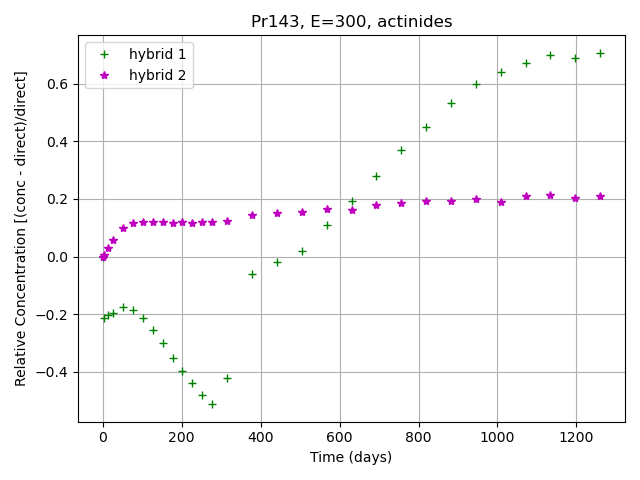 Pr143, E=300, actinides
hybrid 1
hybrid 2
Relative Concentration [(conc - direct)/direct]
0.6
0.4
0.2
0.0
−0.2
−0.4
0 200 400 600 800 1000 1200
Time (days)